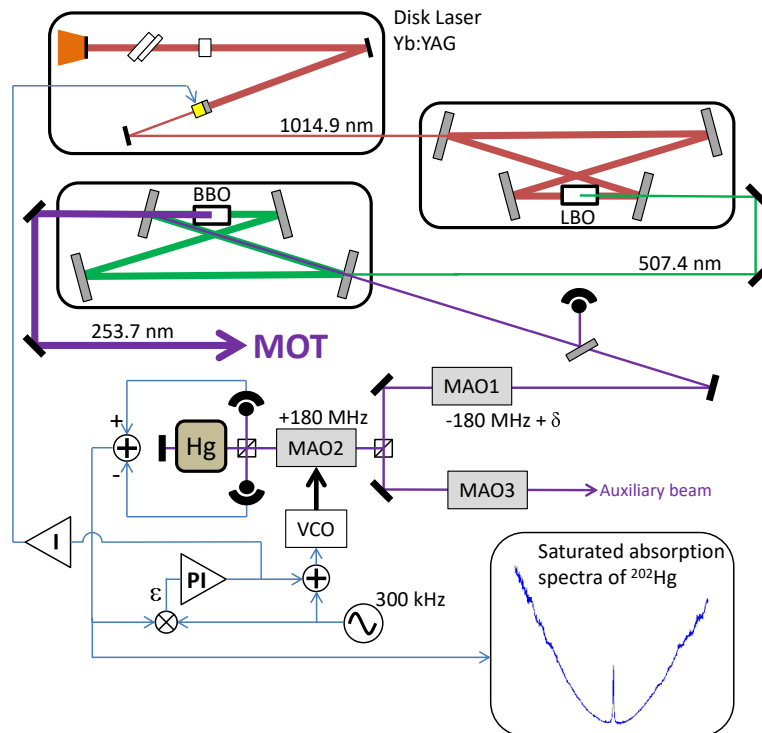 Disk Laser
Yb:YAG
1014.9 nm
BBO
LBO
507.4 nm
253.7 nm
MOT
MAO1
-180 MHz + δ
+180 MHz
+
Hg
MAO2
-
MAO3
Auxiliary beam
VCO
I
PI
ε
300 kHz
Saturated absorption
spectra of ²⁰²Hg